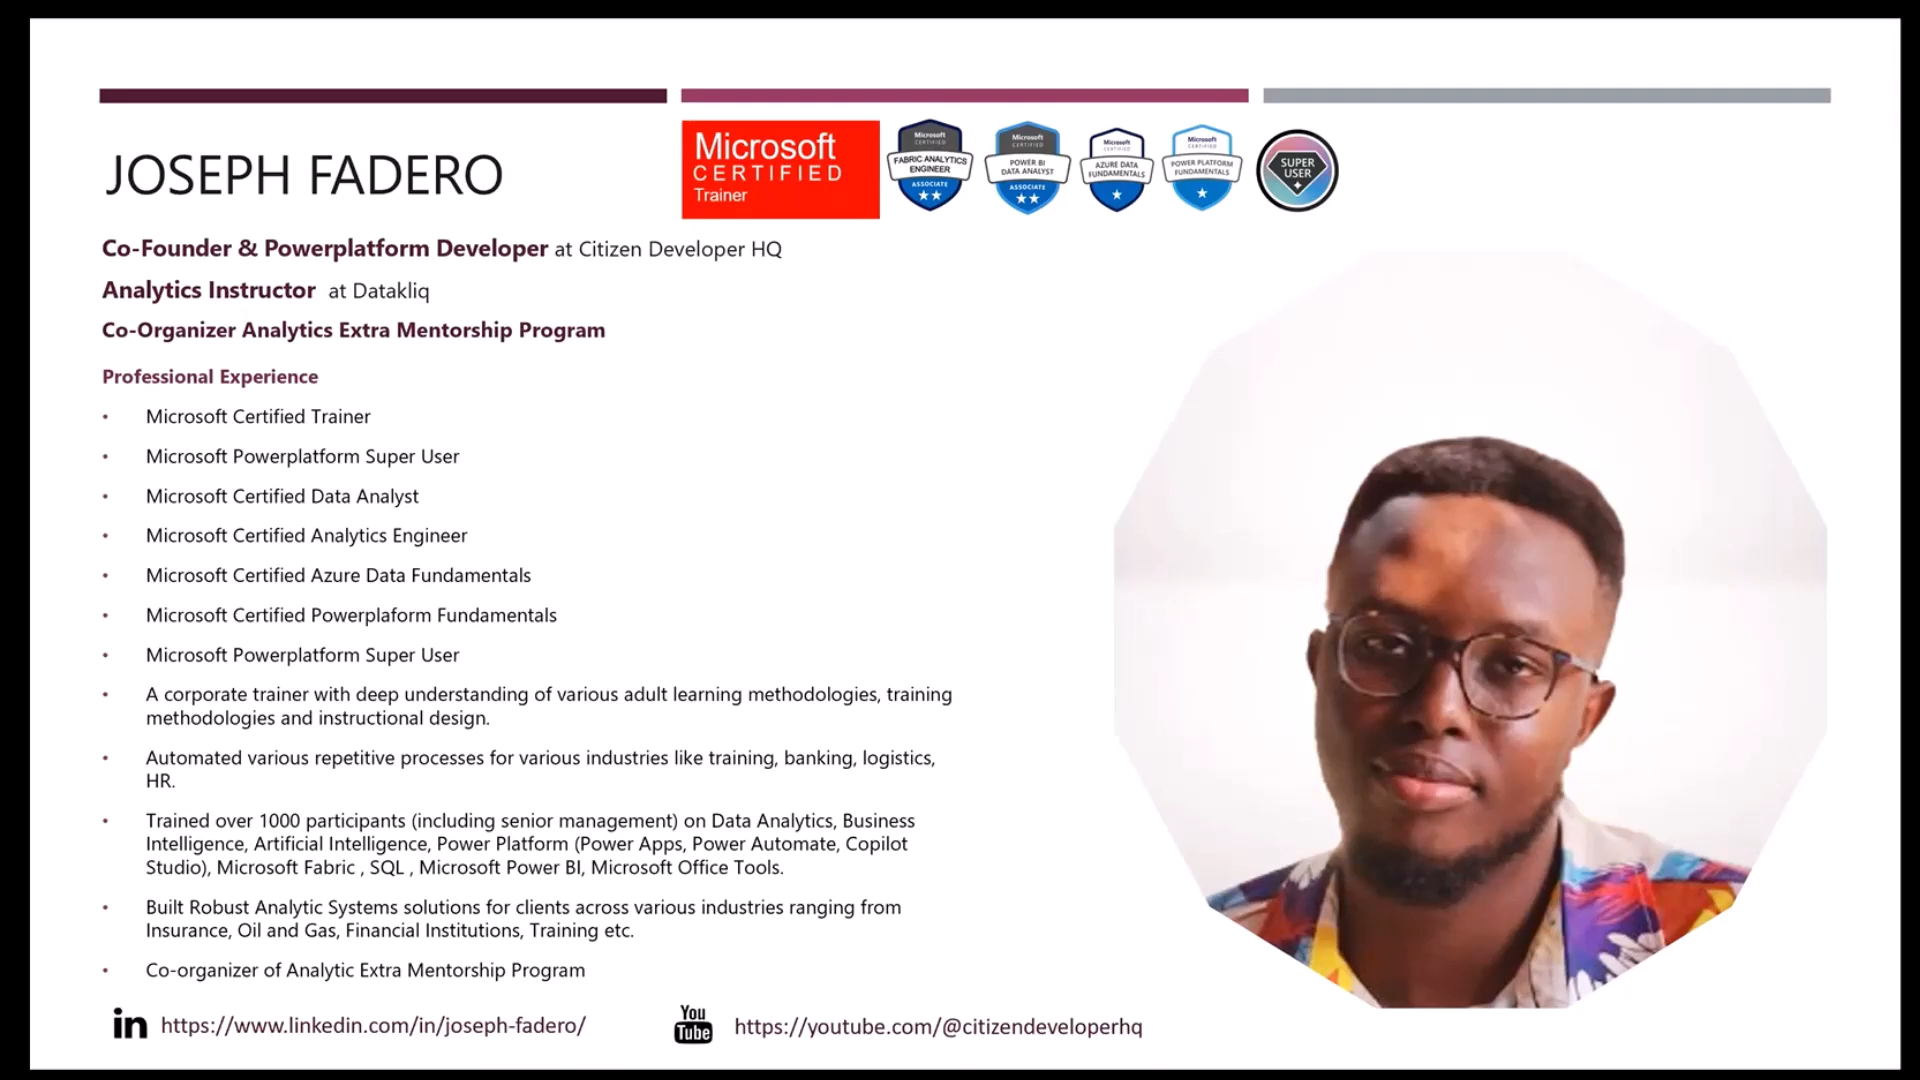 JOSEPH FADERO
Microsoft
CERTIFIED
Trainer
Microsoft
CERTIFIED
FABRIC ANALYTICS
ENGINEER
ASSOCIATE
Microsoft
CERTIFIED
POWER BI
DATA ANALYST
ASSOCIATE
Microsoft
CERTIFIED
AZURE DATA
FUNDAMENTALS
Microsoft
CERTIFIED
POWER PLATFORM
FUNDAMENTALS
SUPER
USER
Co-Founder & Powerplatform Developer at Citizen Developer HQ
Analytics Instructor at Datakliq
Co-Organizer Analytics Extra Mentorship Program
Professional Experience
• Microsoft Certified Trainer
• Microsoft Powerplatform Super User
• Microsoft Certified Data Analyst
• Microsoft Certified Analytics Engineer
• Microsoft Certified Azure Data Fundamentals
• Microsoft Certified Powerplaform Fundamentals
• Microsoft Powerplatform Super User
• A corporate trainer with deep understanding of various adult learning methodologies, training
methodologies and instructional design.
• Automated various repetitive processes for various industries like training, banking, logistics,
HR.
• Trained over 1000 participants (including senior management) on Data Analytics, Business
Intelligence, Artificial Intelligence, Power Platform (Power Apps, Power Automate, Copilot
Studio), Microsoft Fabric , SQL , Microsoft Power BI, Microsoft Office Tools.
• Built Robust Analytic Systems solutions for clients across various industries ranging from
Insurance, Oil and Gas, Financial Institutions, Training etc.
• Co-organizer of Analytic Extra Mentorship Program
in https://www.linkedin.com/in/joseph-fadero/
You
Tube
https://youtube.com/@citizendeveloperhq